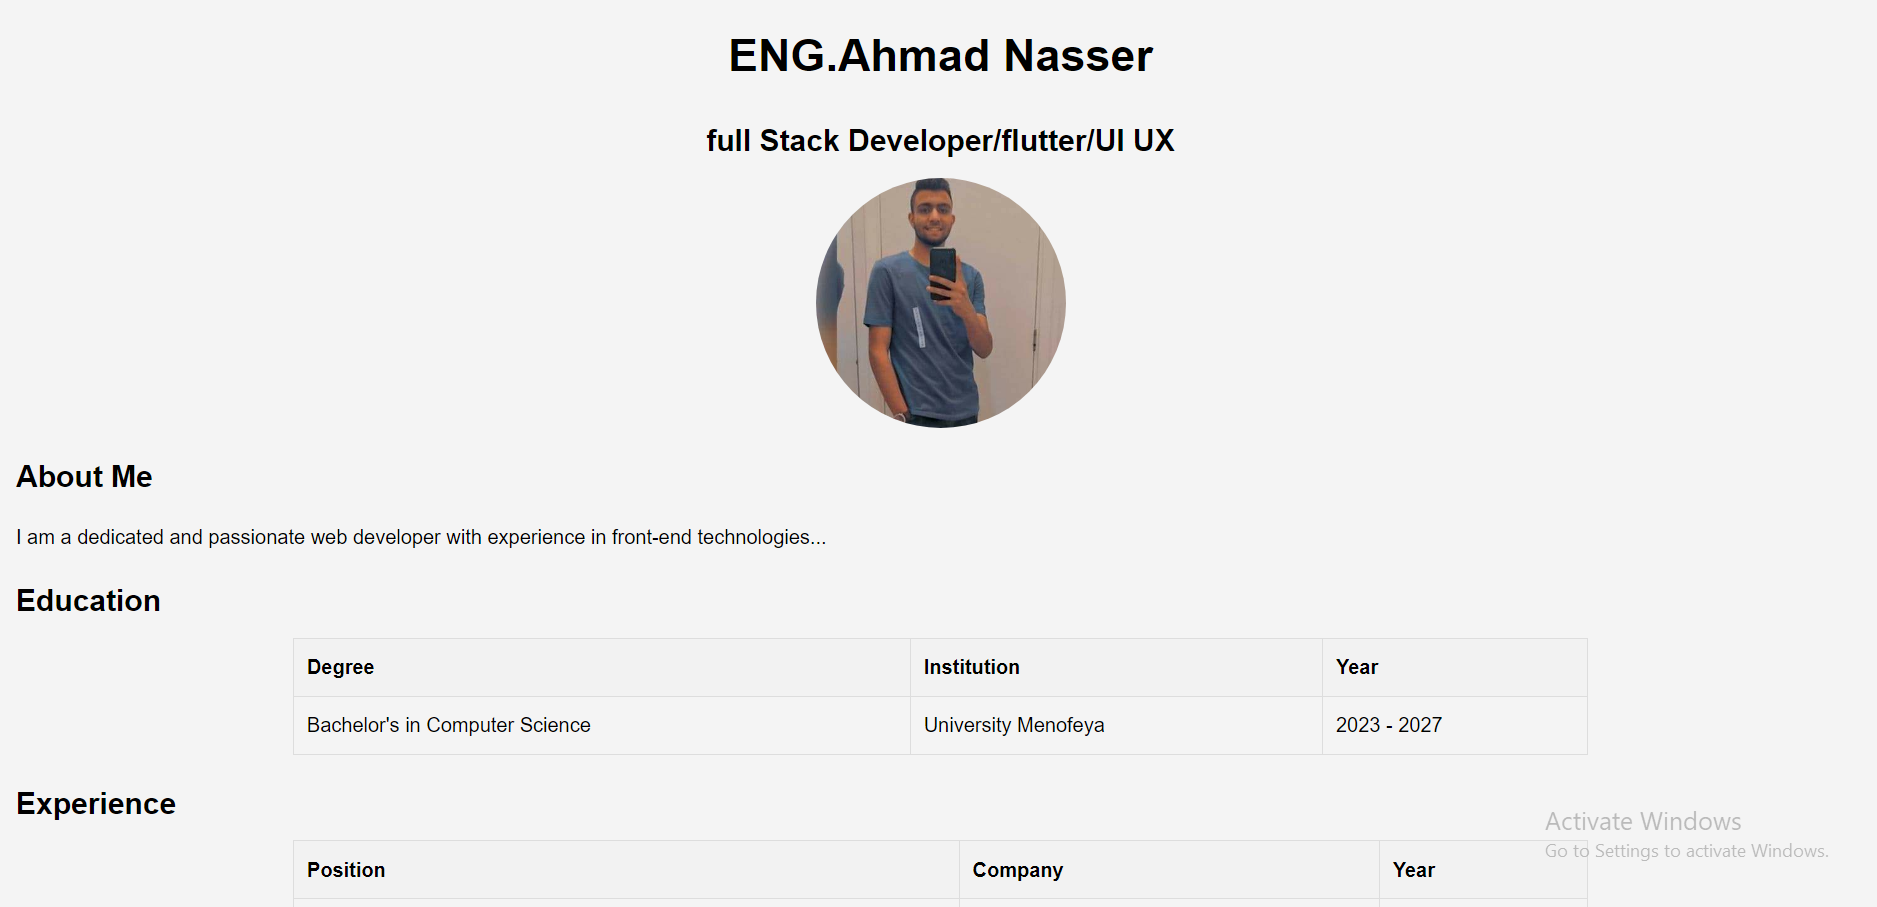 ENG.Ahmad Nasser
full Stack Developer/flutter/UI UX
About Me
I am a dedicated and passionate web developer with experience in front-end technologies...
Education
Degree Institution Year
Bachelor's in Computer Science University Menofeya 2023 - 2027
Experience
Activate Windows
Go to Settings to activate Windows.
Position Company Year